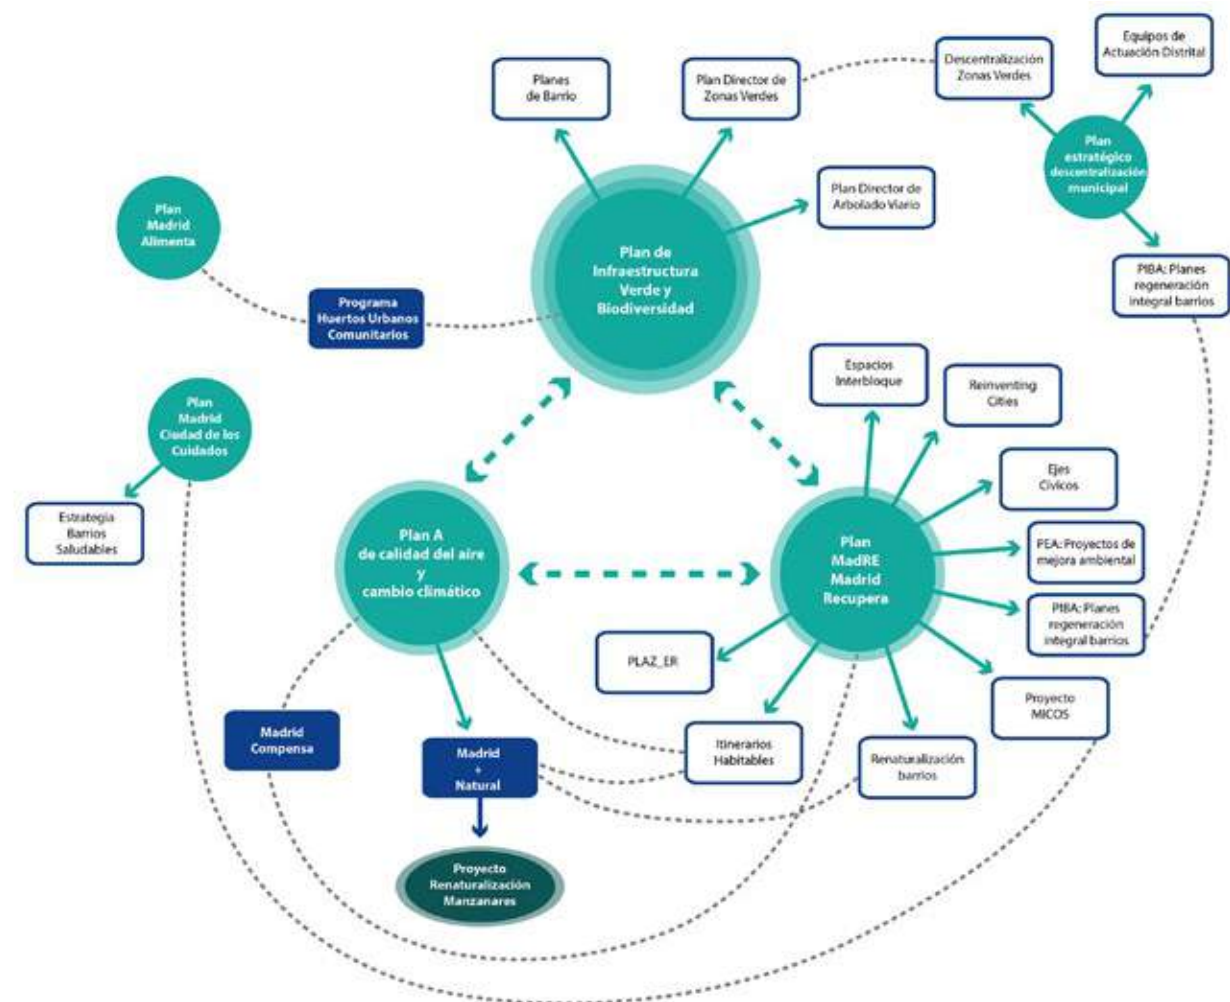 Planes
de Barrio
Plan Director de
Zonas Verdes
Descentralización
Zonas Verdes
Equipos de
Actuación Distrital
Plan
estratégico
descentralización
municipal
Plan Director de
Arbolado Viario
Plan
Madrid
Alimenta
Plan de
Infraestructura
Verde y
Biodiversidad
PIBA: Planes
regeneración
integral barrios
Programa
Huertos Urbanos
Comunitarios
Espacios
Interbloque
Reinventing
Cities
Plan
Madrid
Ciudad de los
Cuidados
Ejes
Cívicos
Estrategia
Barrios
Saludables
Plan A
de calidad del aire
y
cambio climático
Plan
MadRE
Madrid
Recupera
PEA: Proyectos de
mejora ambiental
PIBA: Planes
regeneración
integral barrios
PLAZ_ER
Proyecto
MICOS
Madrid
Compensa
Madrid
+
Natural
Itinerarios
Habitables
Renaturalización
barrios
Proyecto
Renaturalización
Manzanares